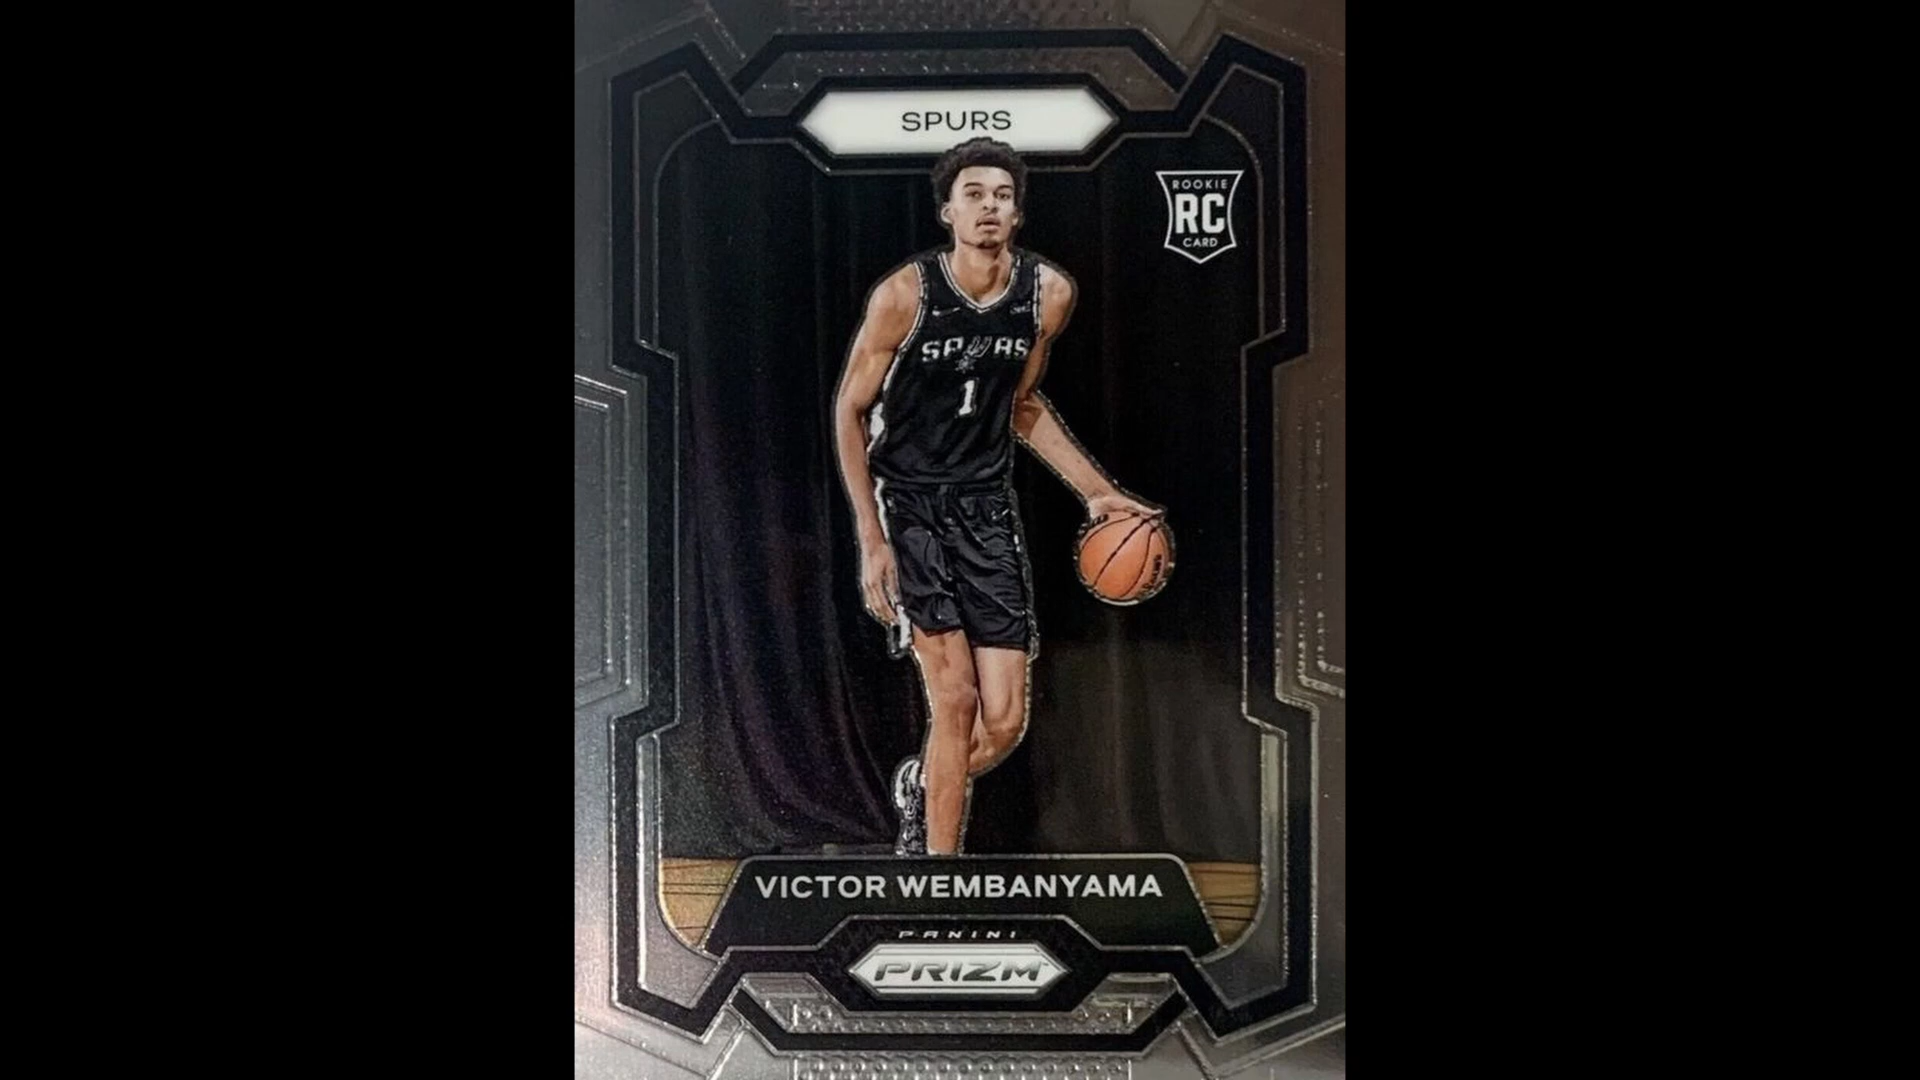 SPURS
ROOKIE
RC
CARD
SPURS
1
VICTOR WEMBANYAMA
PANINI
PRIZM